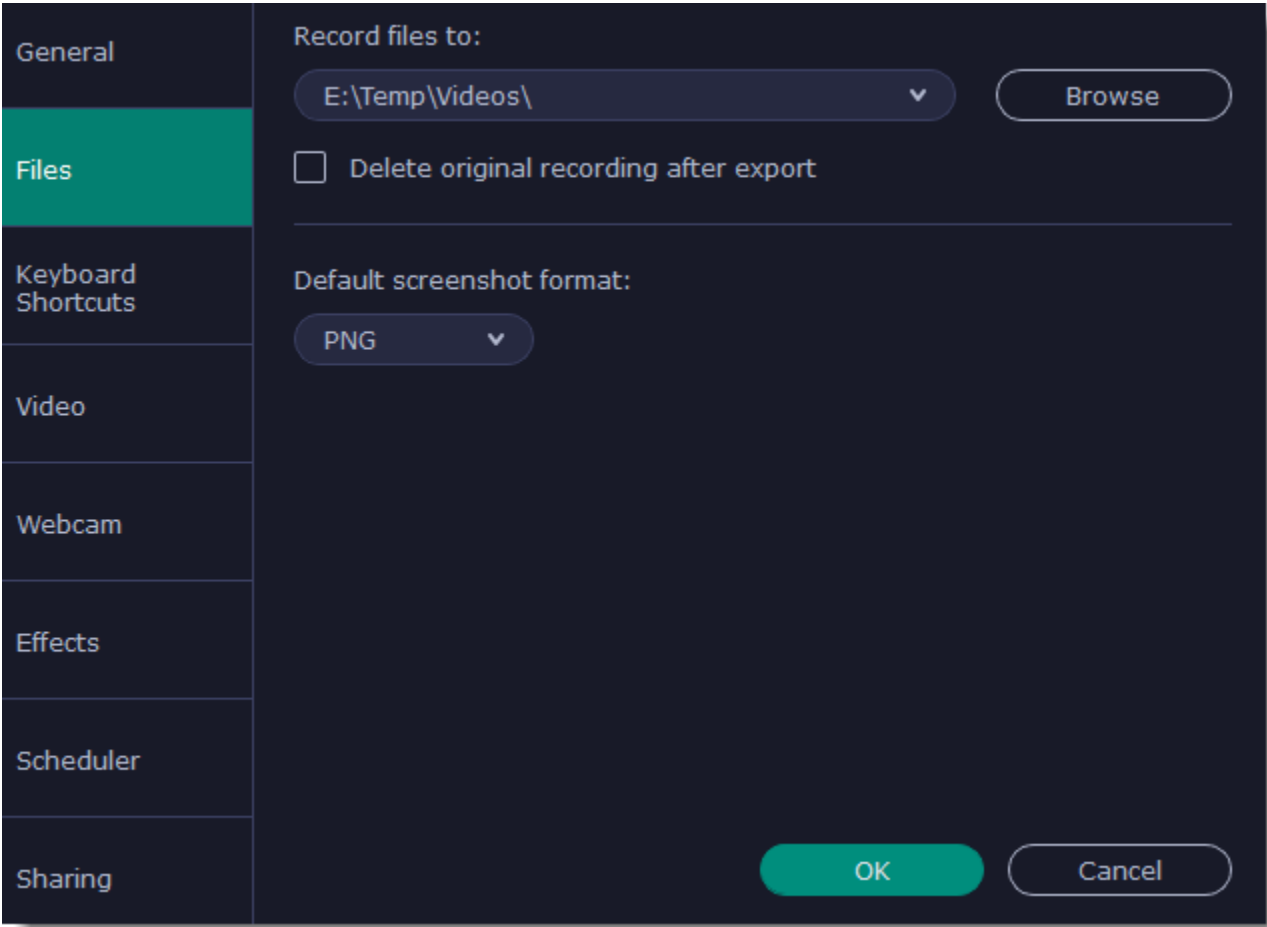 General
Files
Keyboard
Shortcuts
Video
Webcam
Effects
Scheduler
Sharing
Record files to:
E:\Temp\Videos\
Browse
Delete original recording after export
Default screenshot format:
PNG
OK
Cancel